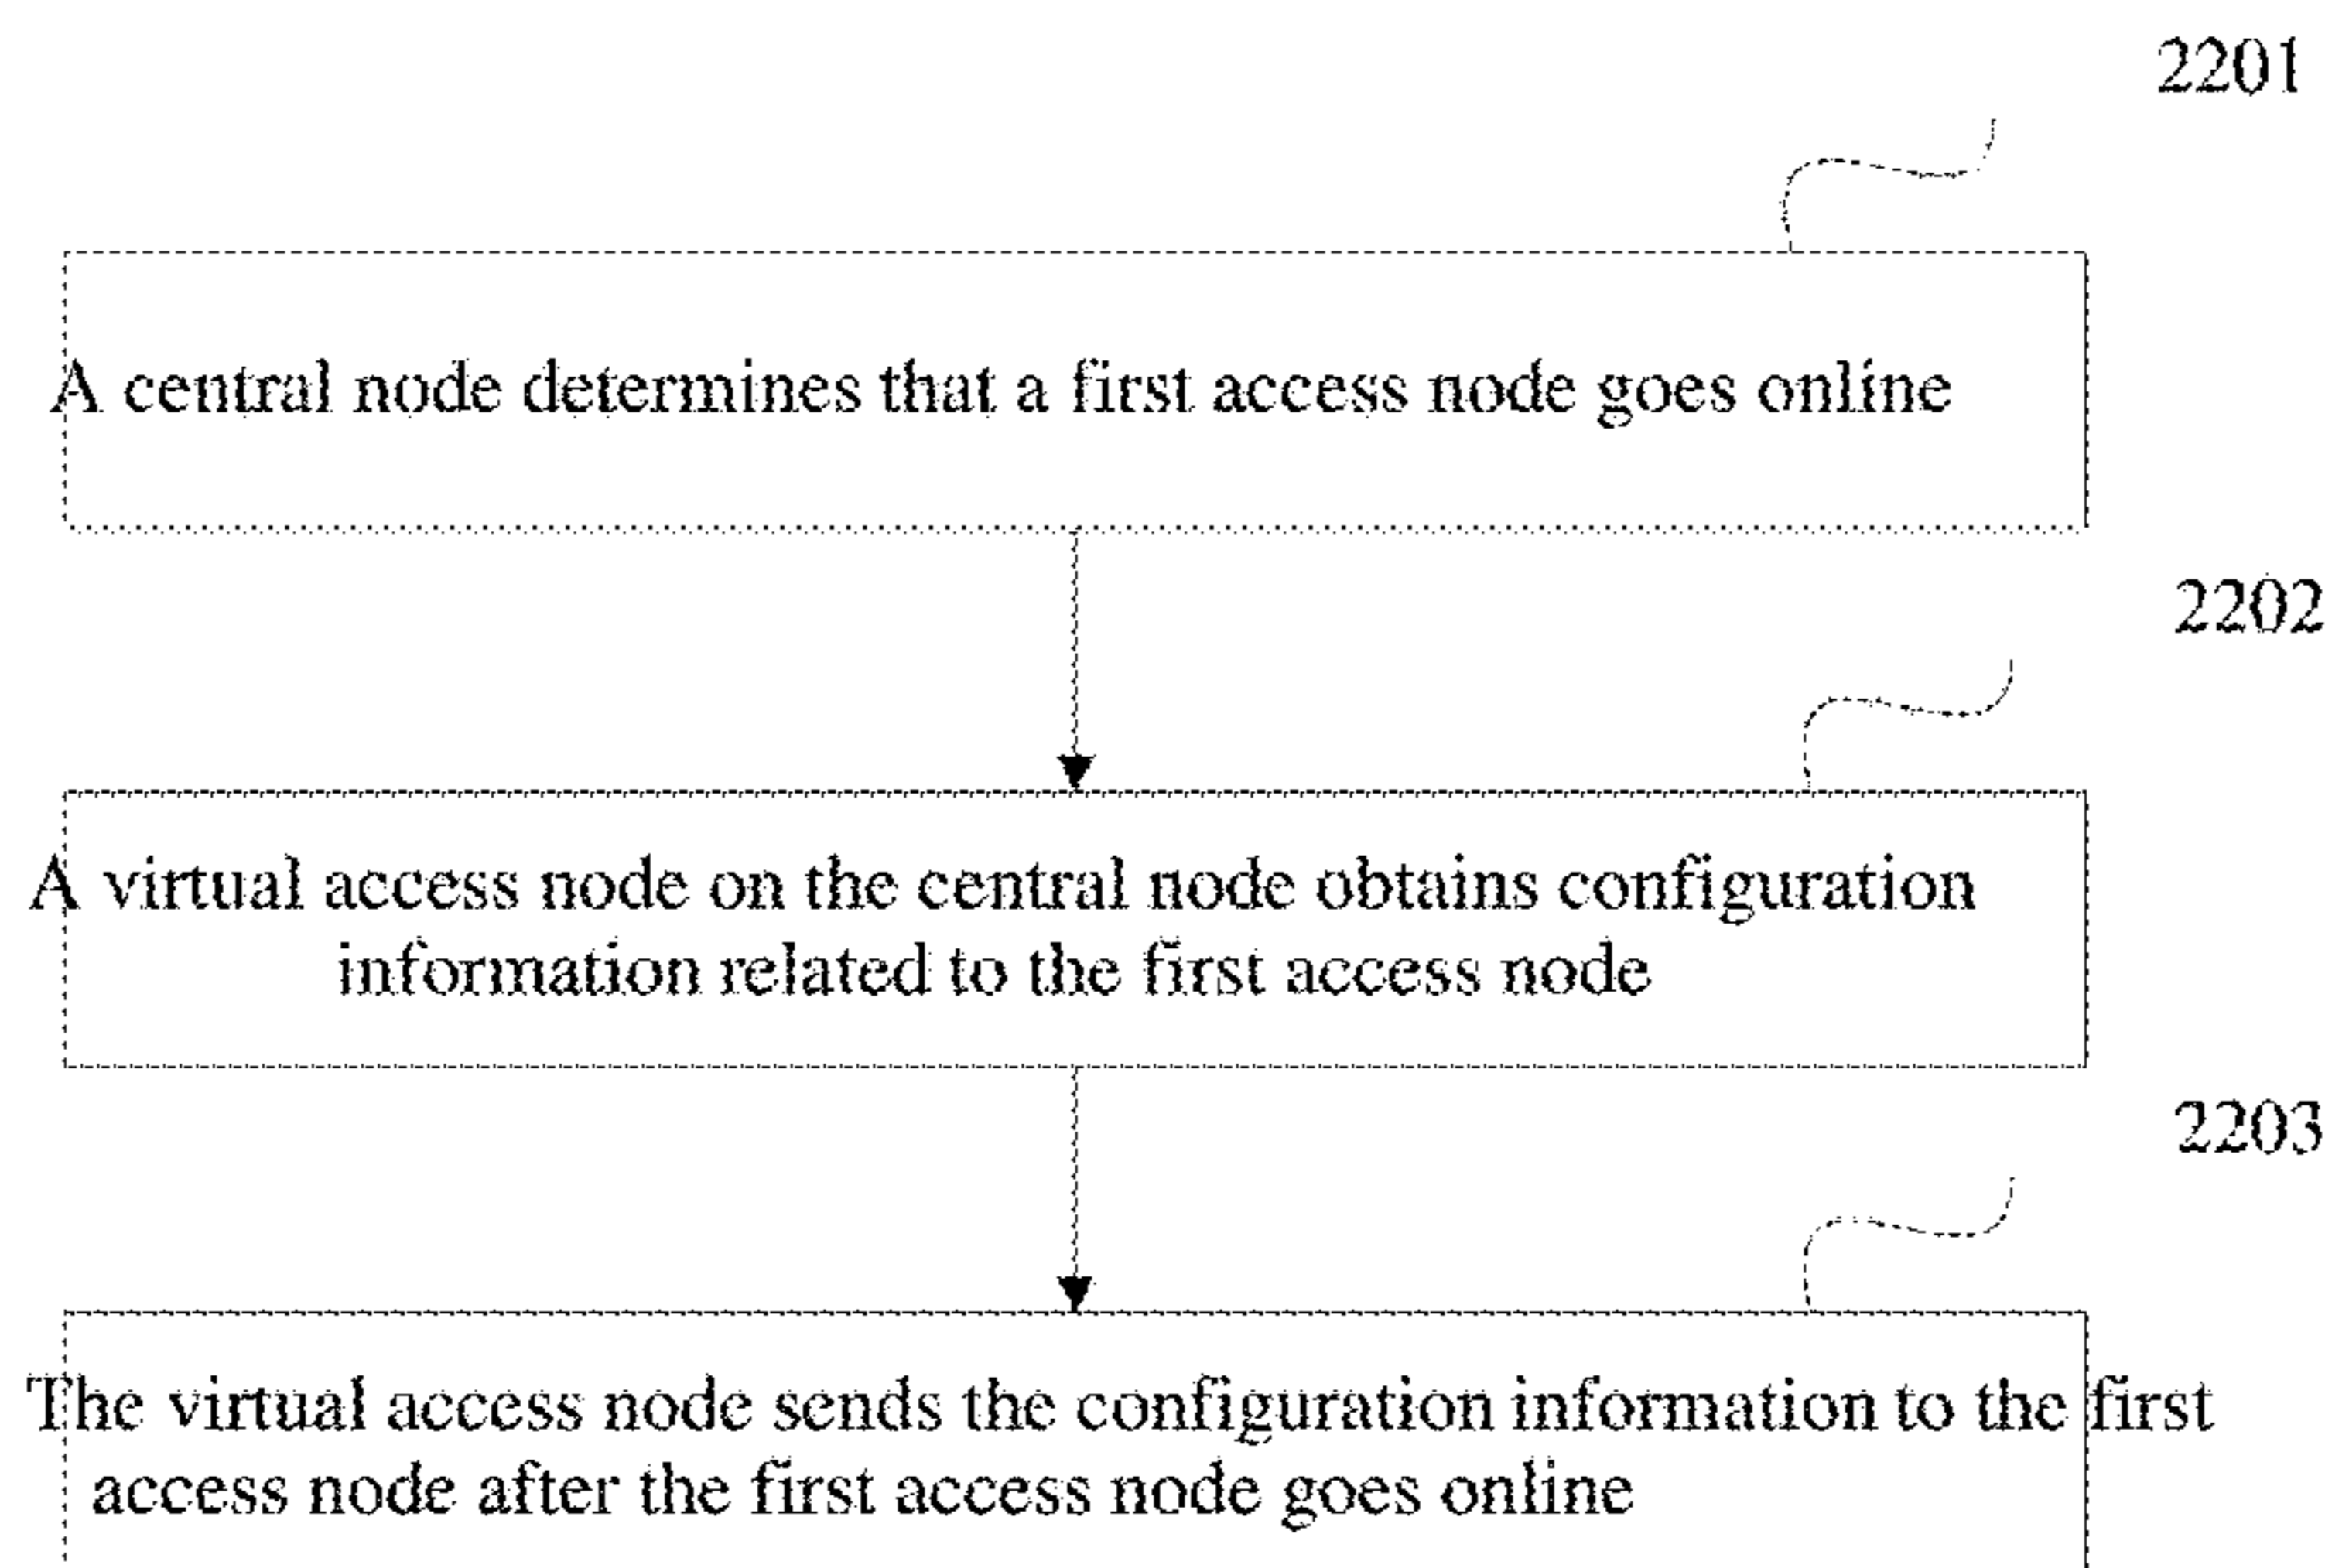 2201
A central node determines that a first access node goes online
2202
A virtual access node on the central node obtains configuration
information related to the first access node
2203
The virtual access node sends the configuration information to the first
access node after the first access node goes online